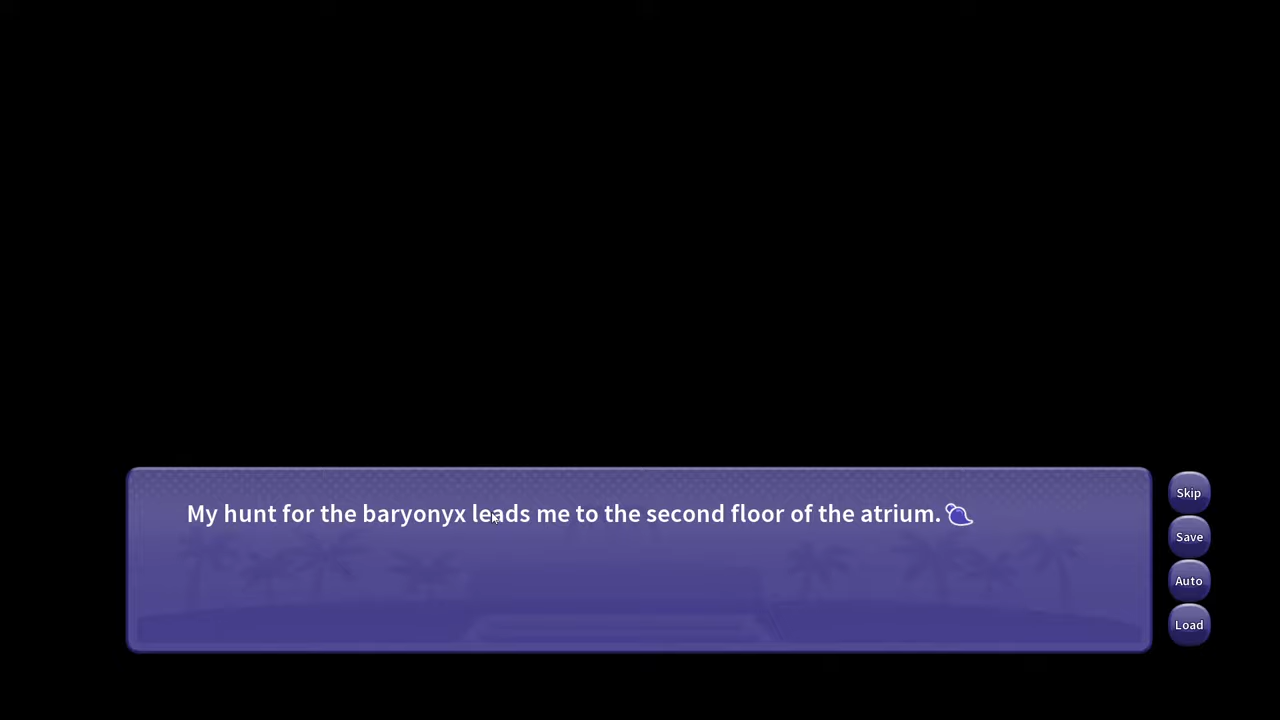 My hunt for the baryonyx leads me to the second floor of the atrium.
Skip
Save
Auto
Load